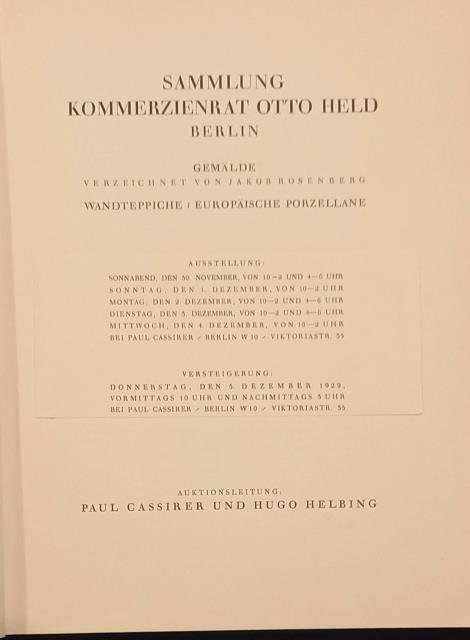 SAMMLUNG
KOMMERZIENRAT OTTO HELD
BERLIN
GEMÄLDE
VERZEICHNET VON JAKOB ROSENBERG
WANDTEPPICHE / EUROPÄISCHE PORZELLANE
AUSSTELLUNG:
SONNABEND, DEN 30. NOVEMBER, VON 10—2 UND 4—6 UHR
SONNTAG, DEN 1. DEZEMBER, VON 10—2 UHR
MONTAG, DEN 2. DEZEMBER, VON 10—2 UND 4—6 UHR
DIENSTAG, DEN 3. DEZEMBER, VON 10—2 UND 4—6 UHR
MITTWOCH, DEN 4. DEZEMBER, VON 10—2 UHR
BEI PAUL CASSIRER / BERLIN W 10 / VIKTORIASTR. 35
VERSTEIGERUNG:
DONNERSTAG, DEN 5. DEZEMBER 1929,
VORMITTAGS 10 UHR UND NACHMITTAGS 3 UHR
BEI PAUL CASSIRER / BERLIN W 10 / VIKTORIASTR. 35
AUKTIONSLEITUNG:
PAUL CASSIRER UND HUGO HELBING